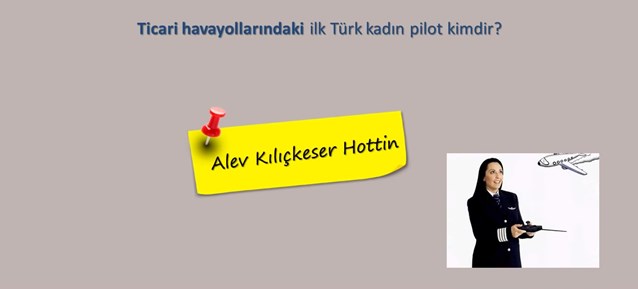 Ticari havayollarındaki ilk Türk kadın pilot kimdir?
Alev Kılıçkeser Hottin